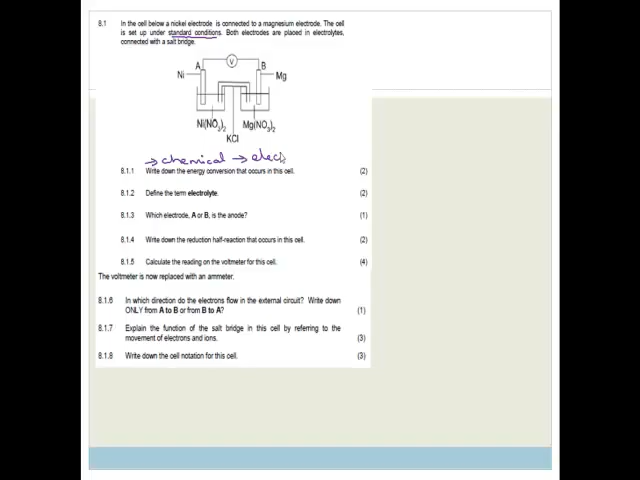 8.1 In the cell below a nickel electrode is connected to a magnesium electrode. The cell
is set up under standard conditions. Both electrodes are placed in electrolytes,
connected with a salt bridge.
V
A B
Ni Mg
Ni(NO3)2 Mg(NO3)2
KCl
→ chemical → elec
8.1.1 Write down the energy conversion that occurs in this cell. (2)
8.1.2 Define the term electrolyte. (2)
8.1.3 Which electrode, A or B, is the anode? (1)
8.1.4 Write down the reduction half-reaction that occurs in this cell. (2)
8.1.5 Calculate the reading on the voltmeter for this cell. (4)
The voltmeter is now replaced with an ammeter.
8.1.6 In which direction do the electrons flow in the external circuit? Write down
ONLY from A to B or from B to A? (1)
8.1.7 Explain the function of the salt bridge in this cell by referring to the
movement of electrons and ions. (3)
8.1.8 Write down the cell notation for this cell. (3)